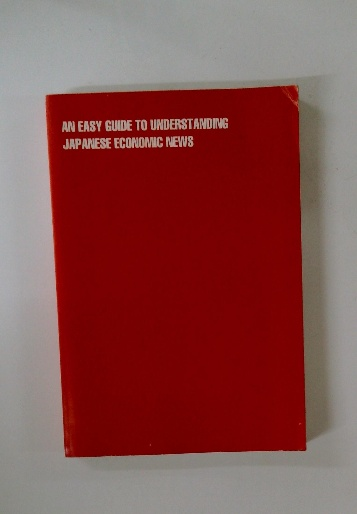 AN EASY GUIDE TO UNDERSTANDING
JAPANESE ECONOMIC NEWS